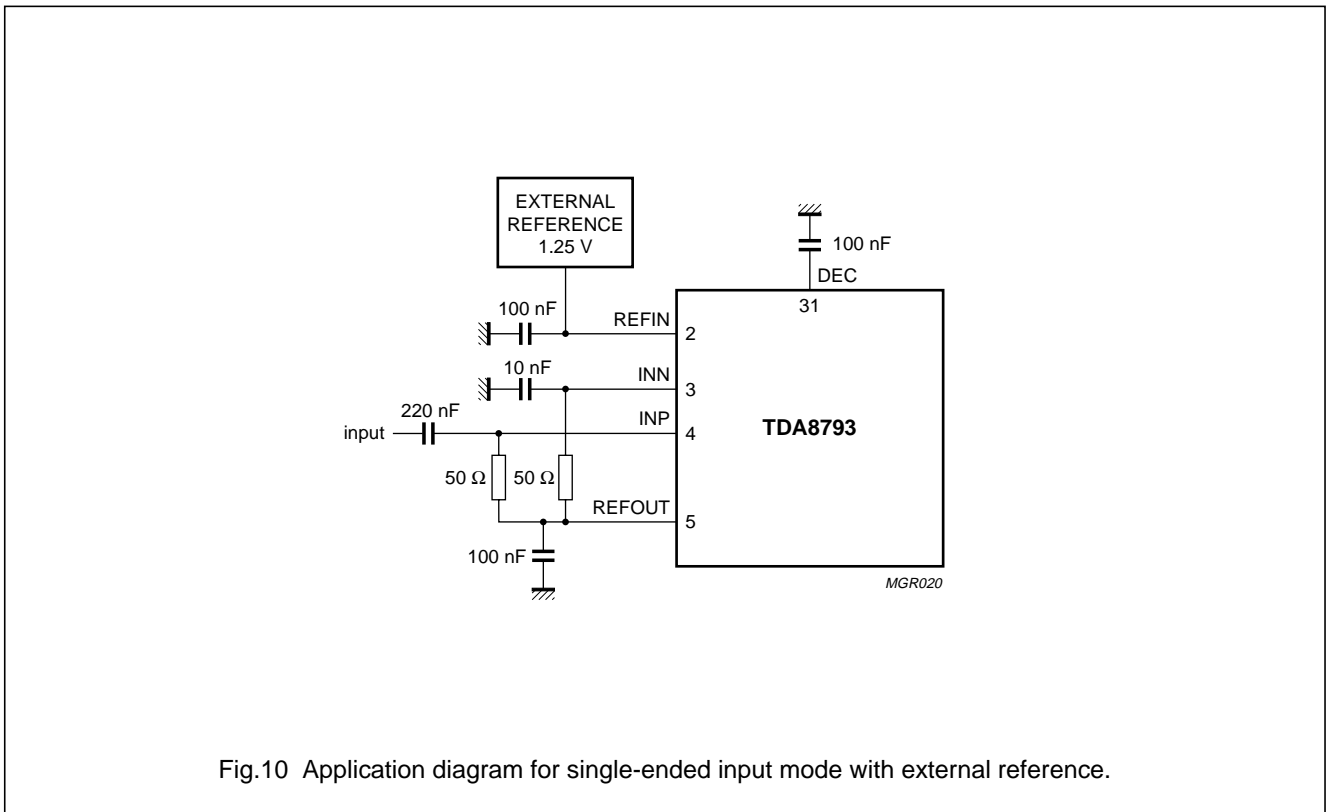 EXTERNAL
REFERENCE
1.25 V
100 nF
DEC
31
100 nF
REFIN
2
10 nF
INN
3
220 nF
INP
input
4
TDA8793
50 Ω
50 Ω
REFOUT
5
100 nF
MGR020
Fig.10 Application diagram for single-ended input mode with external reference.